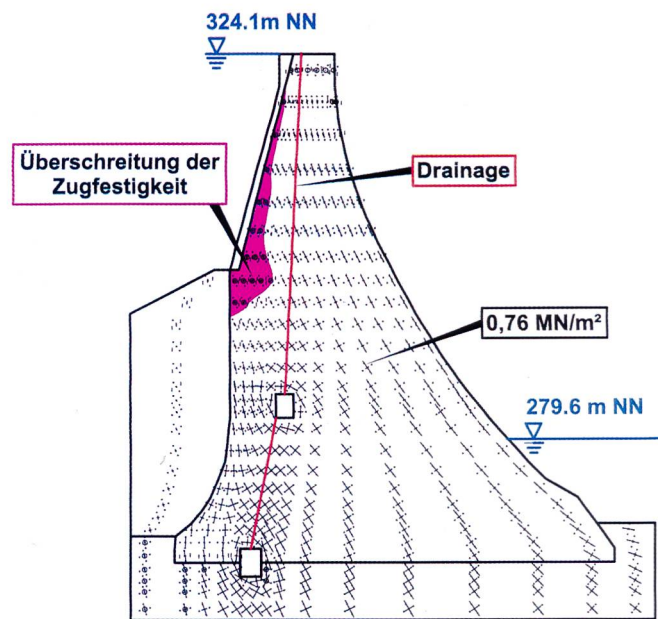 324.1m NN
Überschreitung der
Zugfestigkeit
Drainage
0,76 MN/m²
279.6 m NN